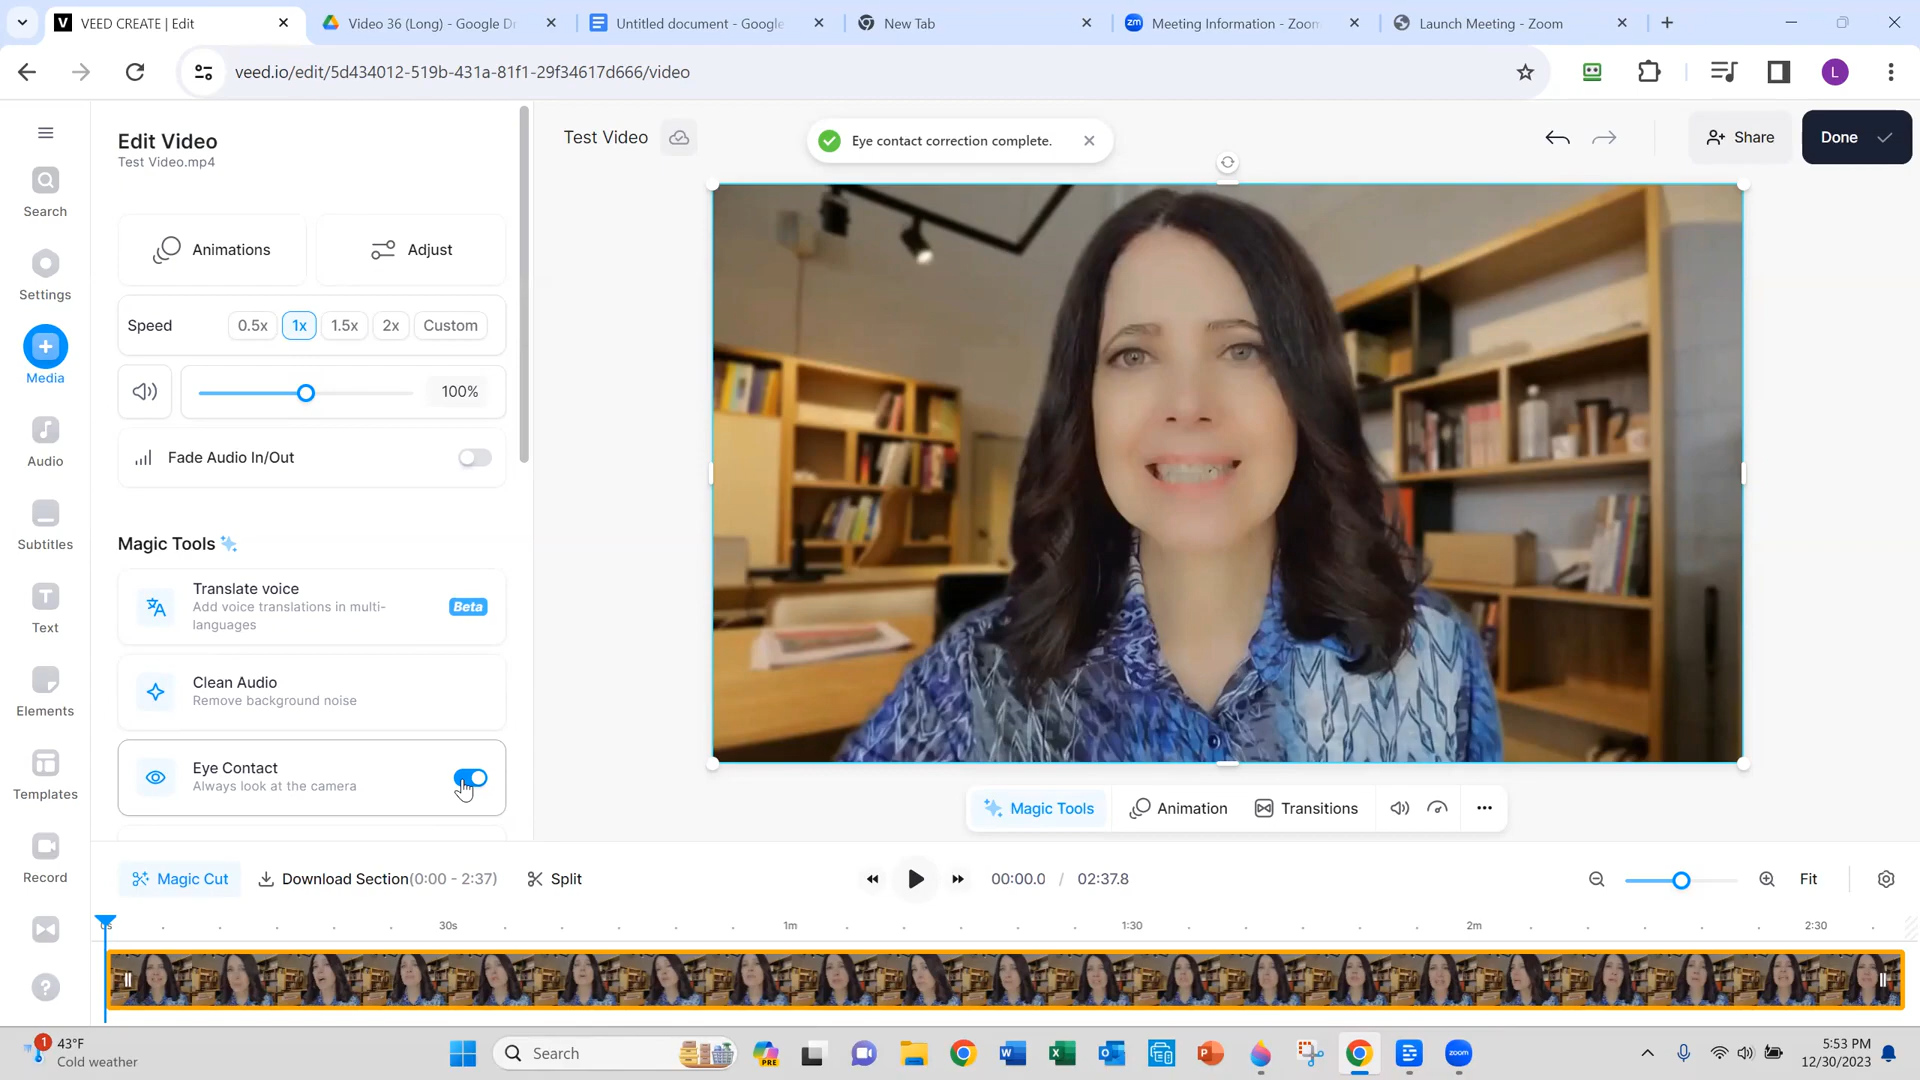 VEED CREATE | Edit
Video 36 (Long) - Google Dr
Untitled document - Google
New Tab
zm
Meeting Information - Zoom
Launch Meeting - Zoom
veed.io/edit/5d434012-519b-431a-81f1-29f34617d666/video
L
Edit Video
Test Video.mp4
Test Video
Eye contact correction complete.
Share
Done
Search
Settings
Media
Audio
Subtitles
Text
Elements
Templates
Record
Animations
Adjust
Speed
0.5x
1x
1.5x
2x
Custom
100%
Fade Audio In/Out
Magic Tools
Translate voice
Add voice translations in multi-
languages
Beta
Clean Audio
Remove background noise
Eye Contact
Always look at the camera
Magic Tools
Animation
Transitions
Magic Cut
Download Section(0:00 - 2:37)
Split
00:00.0 / 02:37.8
Fit
30s
1m
1:30
2m
2:30
1
43°F
Cold weather
Search
PRE
zoom
5:53 PM
12/30/2023